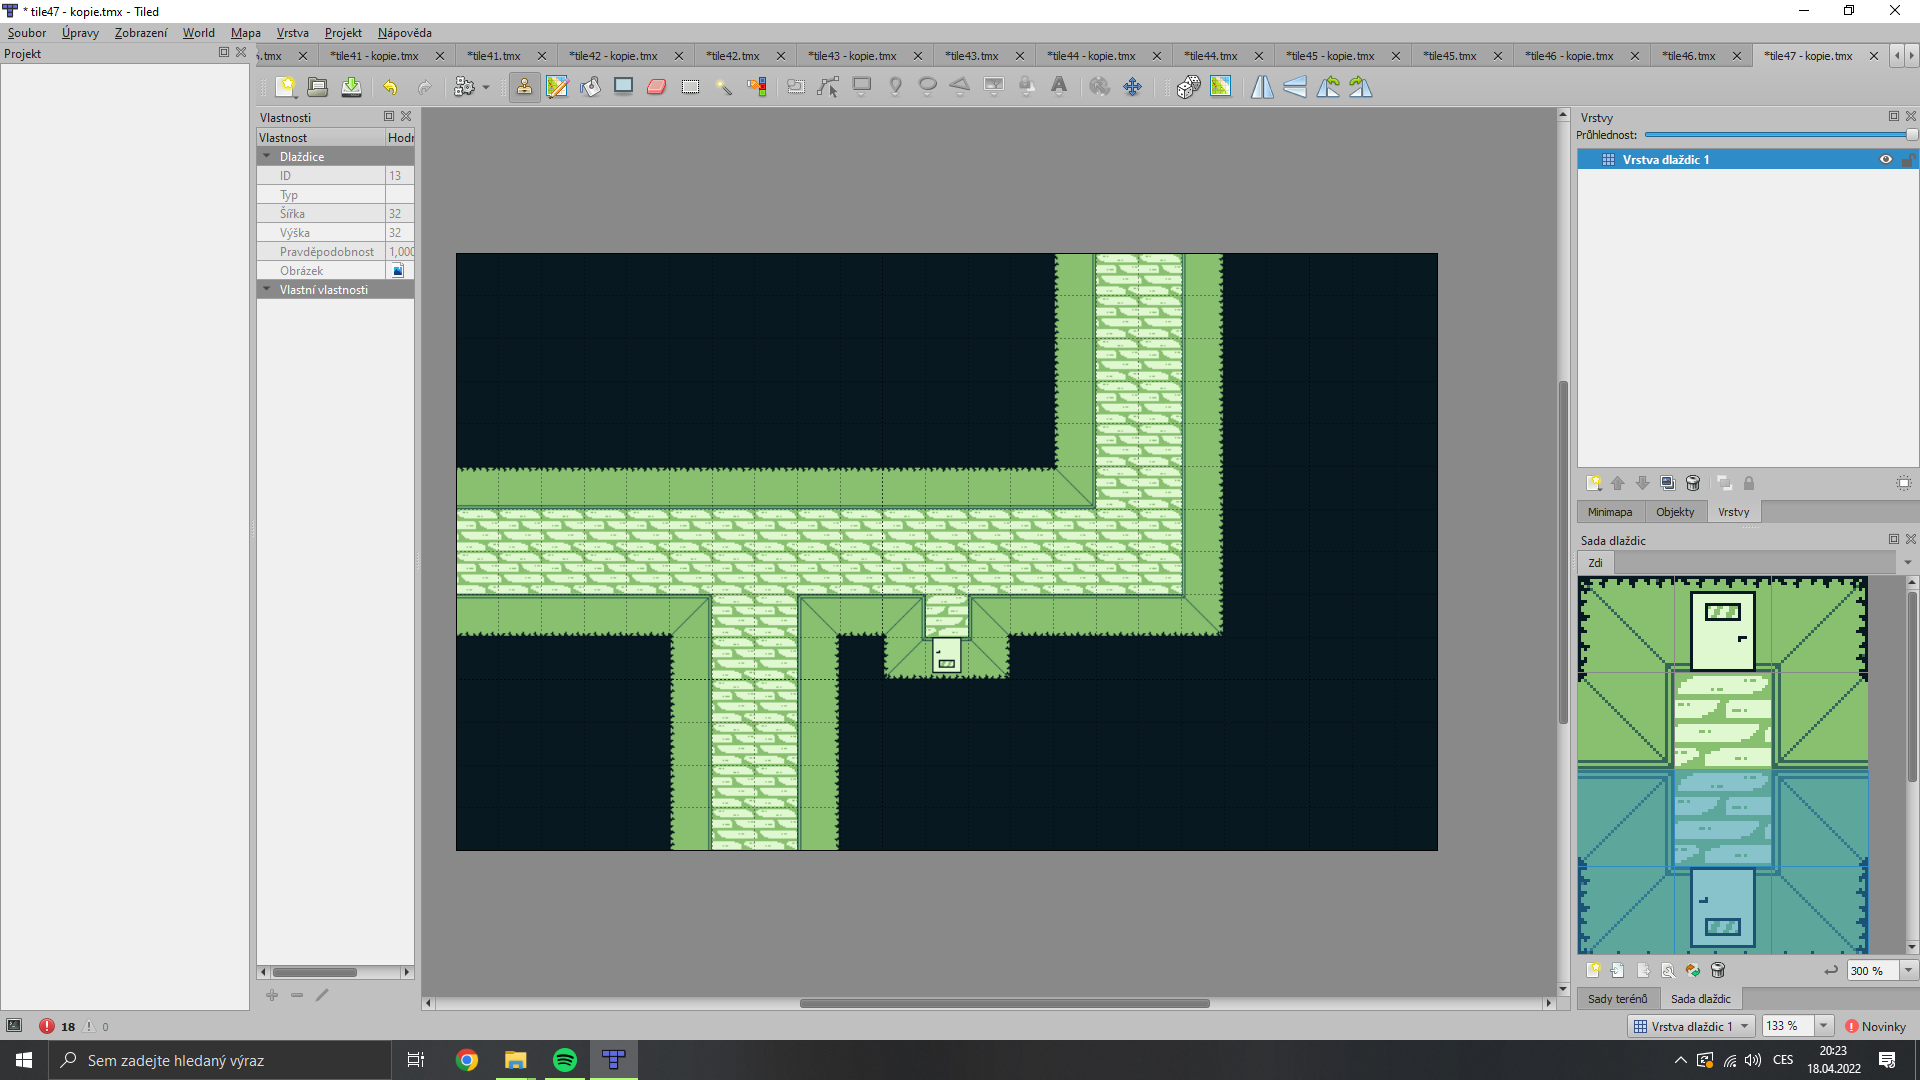 * tile47 - kopie.tmx - Tiled
Soubor Úpravy Zobrazení World Mapa Vrstva Projekt Nápověda
Projekt
.tmx *tile41 - kopie.tmx *tile41.tmx *tile42 - kopie.tmx *tile42.tmx *tile43 - kopie.tmx *tile43.tmx *tile44 - kopie.tmx *tile44.tmx *tile45 - kopie.tmx *tile45.tmx *tile46 - kopie.tmx *tile46.tmx *tile47 - kopie.tmx
Vlastnosti
Vlastnost Hodr
Dlaždice
ID 13
Typ
Šířka 32
Výška 32
Pravděpodobnost 1,000
Obrázek
Vlastní vlastnosti
Vrstvy
Průhlednost:
Vrstva dlaždic 1
Minimapa Objekty Vrstvy
Sada dlaždic
Zdi
300 %
Sady terénů Sada dlaždic
18 0
Vrstva dlaždic 1 133 % Novinky
Sem zadejte hledaný výraz
CES
20:23
18.04.2022